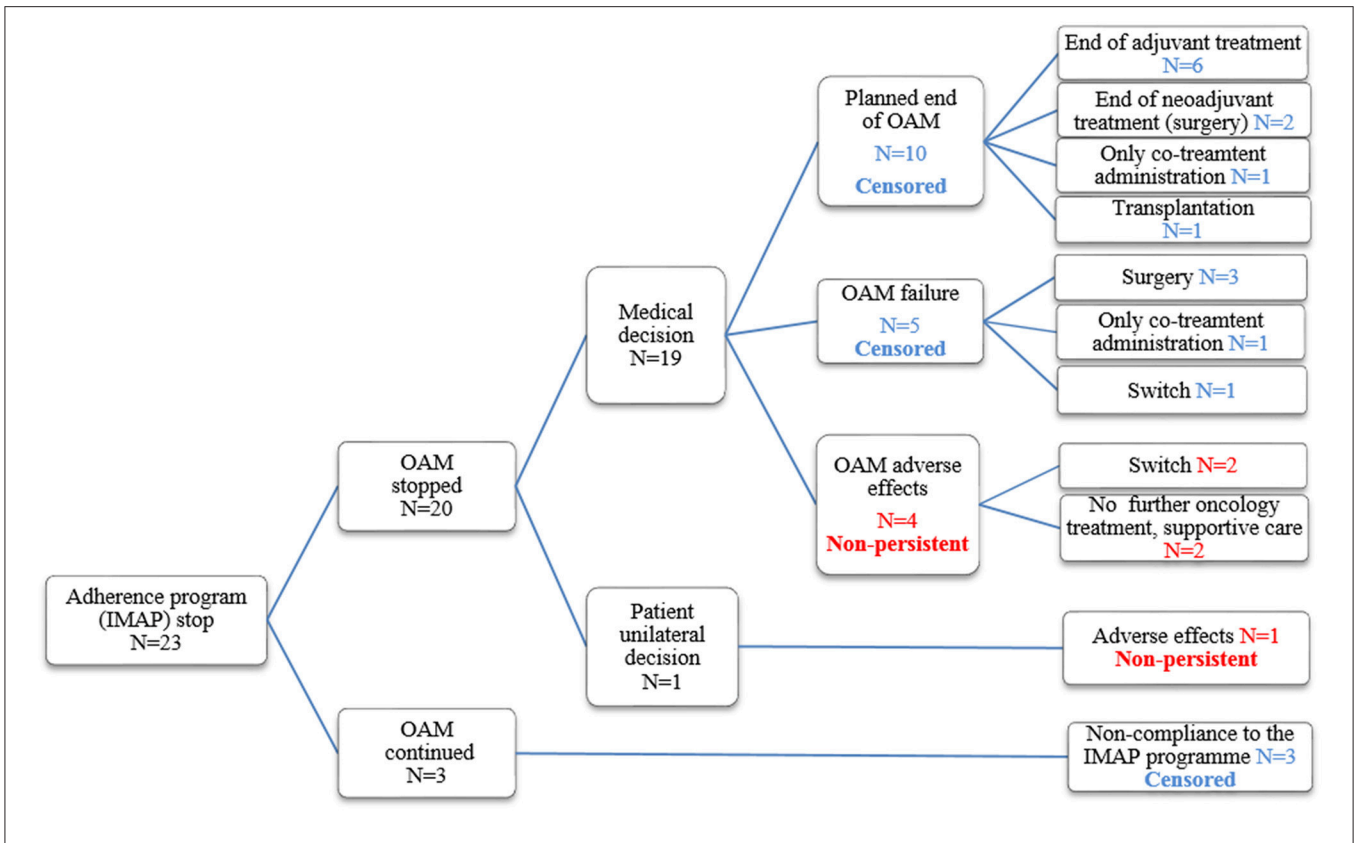 Adherence program
(IMAP) stop
N=23
OAM
stopped
N=20
OAM
continued
N=3
Medical
decision
N=19
Patient
unilateral
decision
N=1
Planned end
of OAM
N=10
Censored
OAM failure
N=5
Censored
OAM adverse
effects
N=4
Non-persistent
End of adjuvant treatment
N=6
End of neoadjuvant
treatment (surgery) N=2
Only co-treamtent
administration N=1
Transplantation
N=1
Surgery N=3
Only co-treamtent
administration N=1
Switch N=1
Switch N=2
No further oncology
treatment, supportive care
N=2
Adverse effects N=1
Non-persistent
Non-compliance to the
IMAP programme N=3
Censored